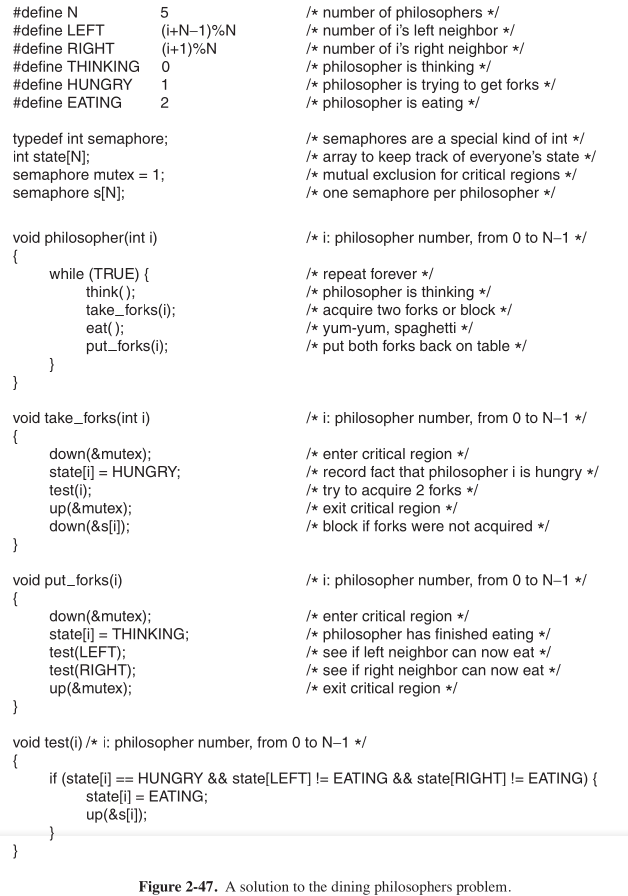 #define N 5 /* number of philosophers */
#define LEFT (i+N−1)%N /* number of i's left neighbor */
#define RIGHT (i+1)%N /* number of i's right neighbor */
#define THINKING 0 /* philosopher is thinking */
#define HUNGRY 1 /* philosopher is trying to get forks */
#define EATING 2 /* philosopher is eating */
typedef int semaphore; /* semaphores are a special kind of int */
int state[N]; /* array to keep track of everyone's state */
semaphore mutex = 1; /* mutual exclusion for critical regions */
semaphore s[N]; /* one semaphore per philosopher */
void philosopher(int i) /* i: philosopher number, from 0 to N−1 */
{
while (TRUE) { /* repeat forever */
think( ); /* philosopher is thinking */
take_forks(i); /* acquire two forks or block */
eat( ); /* yum-yum, spaghetti */
put_forks(i); /* put both forks back on table */
}
}
void take_forks(int i) /* i: philosopher number, from 0 to N−1 */
{
down(&mutex); /* enter critical region */
state[i] = HUNGRY; /* record fact that philosopher i is hungry */
test(i); /* try to acquire 2 forks */
up(&mutex); /* exit critical region */
down(&s[i]); /* block if forks were not acquired */
}
void put_forks(i) /* i: philosopher number, from 0 to N−1 */
{
down(&mutex); /* enter critical region */
state[i] = THINKING; /* philosopher has finished eating */
test(LEFT); /* see if left neighbor can now eat */
test(RIGHT); /* see if right neighbor can now eat */
up(&mutex); /* exit critical region */
}
void test(i) /* i: philosopher number, from 0 to N−1 */
{
if (state[i] == HUNGRY && state[LEFT] != EATING && state[RIGHT] != EATING) {
state[i] = EATING;
up(&s[i]);
}
}
Figure 2-47. A solution to the dining philosophers problem.